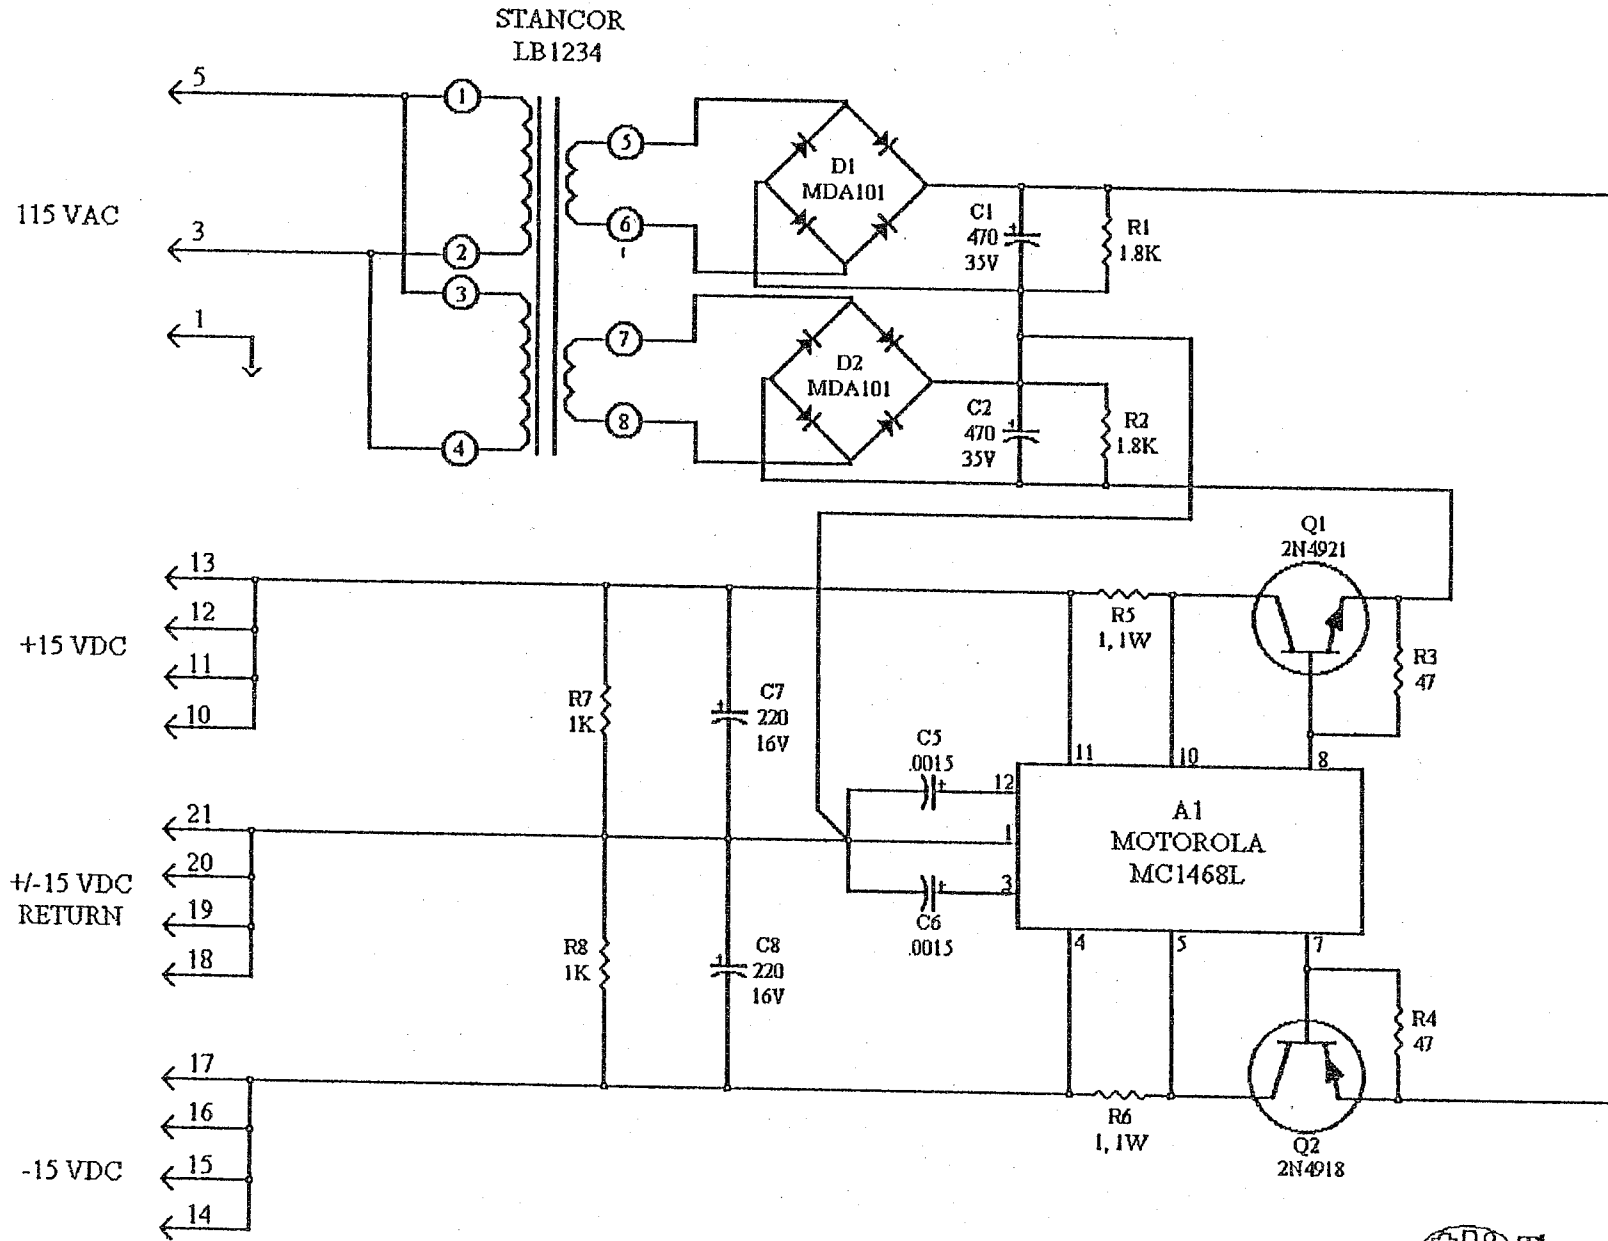 STANCOR
LB1234
5
1
5
D1
MDA101
115 VAC
C1
470
35V
R1
1.8K
3
2
6
3
1
7
D2
MDA101
C2
470
35V
R2
1.8K
4
8
Q1
2N4921
13
12
+15 VDC
11
10
R5
1, 1W
R3
47
R7
1K
C7
220
16V
C5
.0015
12
11
10
8
21
1
A1
MOTOROLA
MC1468L
20
+/-15 VDC
RETURN
19
18
3
C6
.0015
4
5
7
R8
1K
C8
220
16V
R4
47
17
16
-15 VDC
15
14
R6
1, 1W
Q2
2N4918